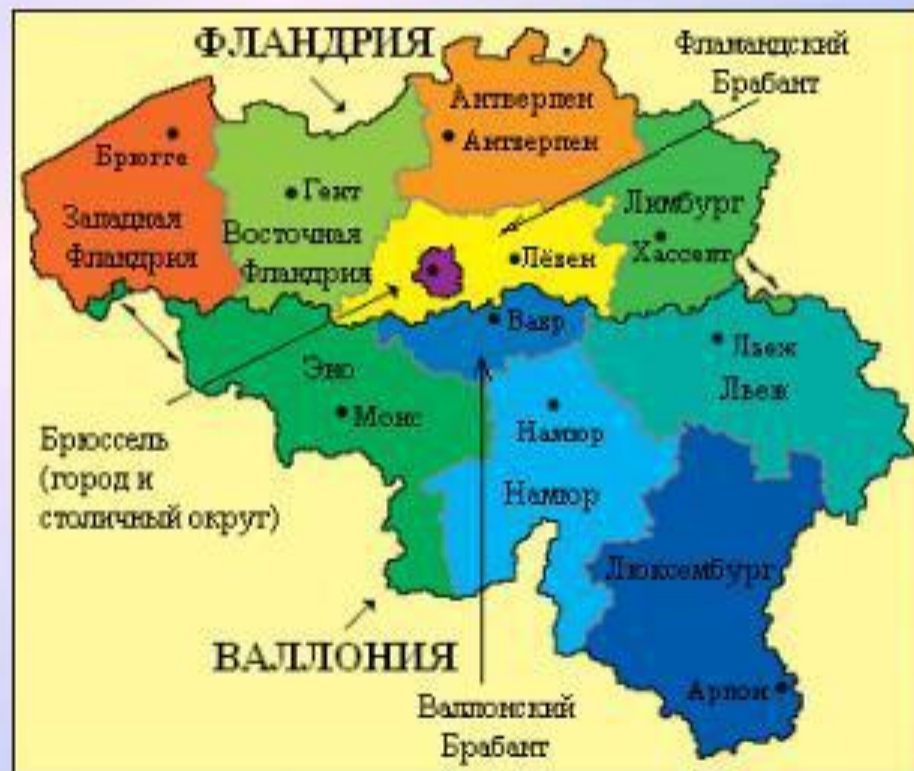 ФЛАНДРИЯ
Фламандский
Брабант
Антверпен
Антверпен
Брюгге
Гент
Западная
Фландрия
Восточная
Фландрия
Лимбург
Хасселт
Лёвен
Вавр
Льеж
Льеж
Эно
Монс
Намюр
Намюр
Брюссель
(город и
столичный округ)
Люксембург
ВАЛЛОНИЯ
Арлон
Валлонский
Брабант